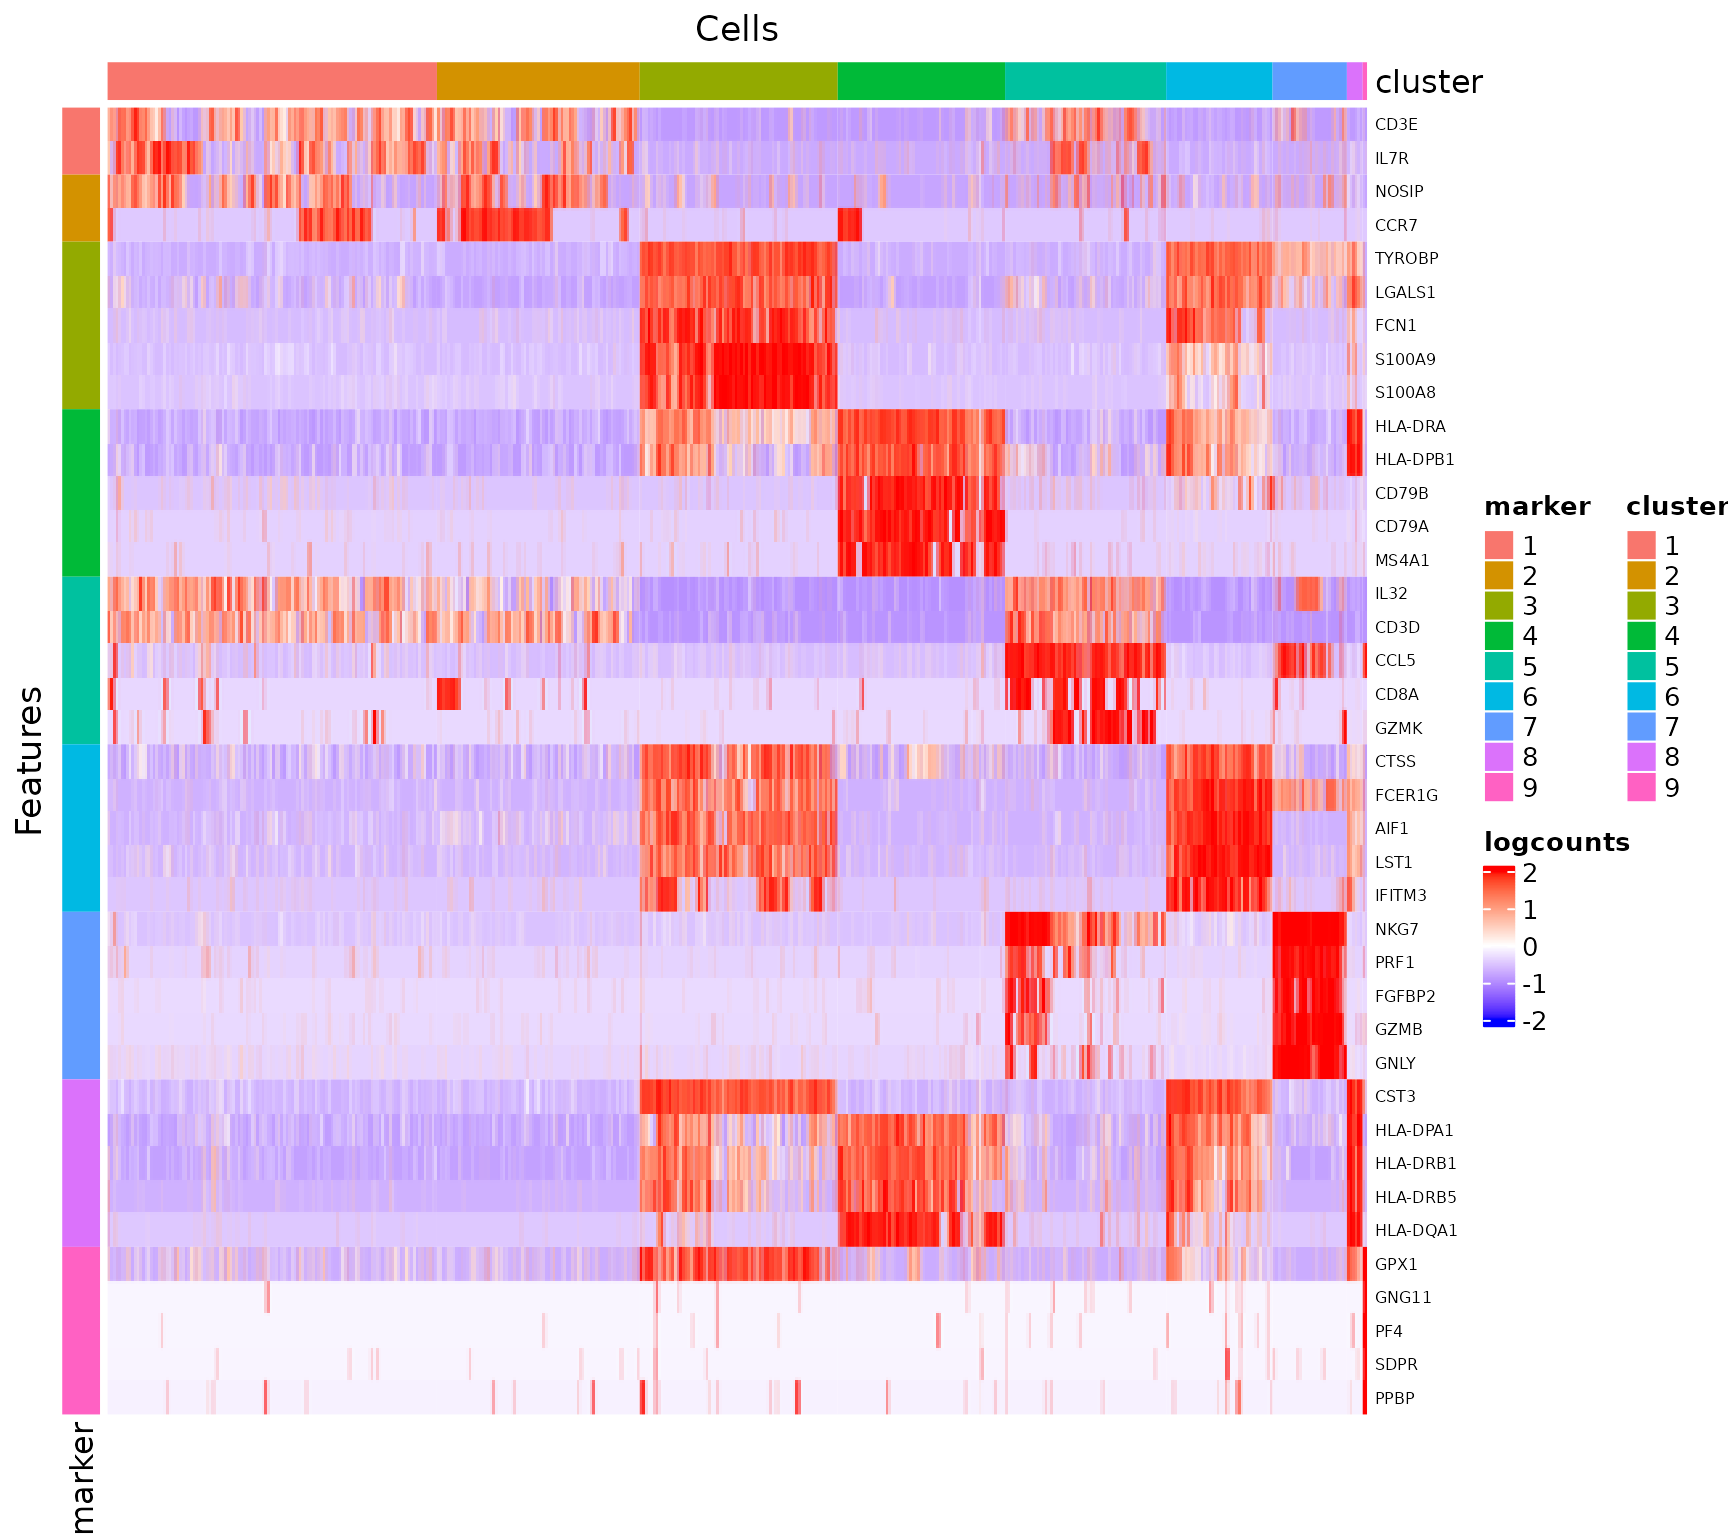 Cells
cluster
CD3E
IL7R
NOSIP
CCR7
TYROBP
LGALS1
FCN1
S100A9
S100A8
HLA-DRA
HLA-DPB1
CD79B
CD79A
MS4A1
IL32
CD3D
CCL5
CD8A
GZMK
CTSS
FCER1G
AIF1
LST1
IFITM3
NKG7
PRF1
FGFBP2
GZMB
GNLY
CST3
HLA-DPA1
HLA-DRB1
HLA-DRB5
HLA-DQA1
GPX1
GNG11
PF4
SDPR
PPBP
Features
marker
marker
1
2
3
4
5
6
7
8
9
cluster
1
2
3
4
5
6
7
8
9
logcounts
2
1
0
-1
-2